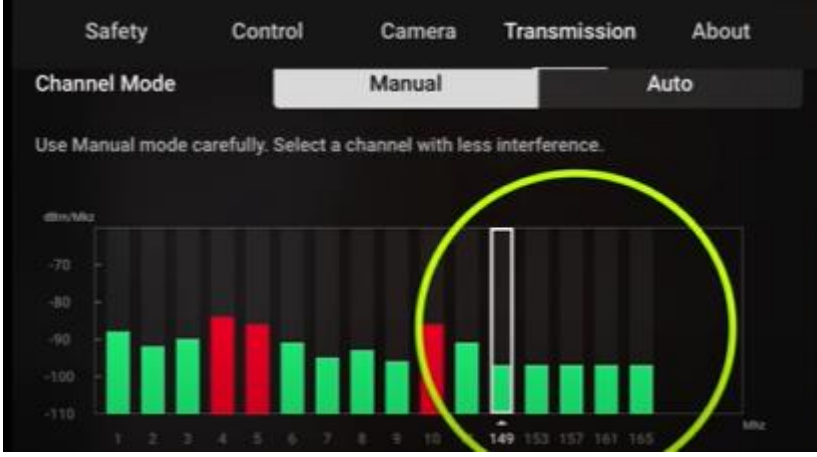 Safety Control Camera Transmission About
Channel Mode Manual Auto
Use Manual mode carefully. Select a channel with less interference.
dBm/Mhz
-70
-80
-90
-100
-110
1 2 3 4 5 6 7 8 9 10 149 153 157 161 165
Mhz